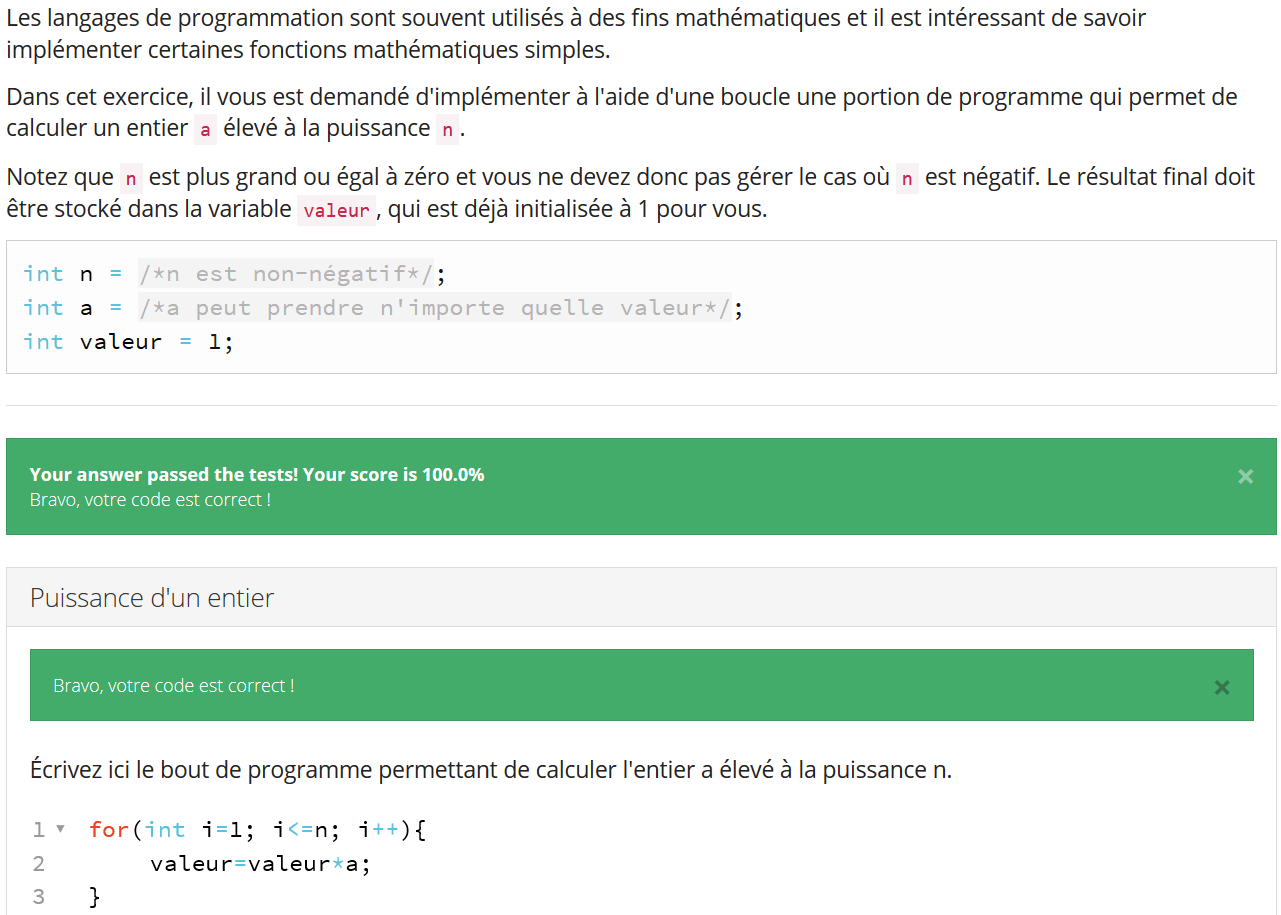 Les langages de programmation sont souvent utilisés à des fins mathématiques et il est intéressant de savoir
implémenter certaines fonctions mathématiques simples.
Dans cet exercice, il vous est demandé d'implémenter à l'aide d'une boucle une portion de programme qui permet de
calculer un entier a élevé à la puissance n.
Notez que n est plus grand ou égal à zéro et vous ne devez donc pas gérer le cas où n est négatif. Le résultat final doit
être stocké dans la variable valeur, qui est déjà initialisée à 1 pour vous.
int n = /*n est non-négatif*/;
int a = /*a peut prendre n'importe quelle valeur*/;
int valeur = 1;
Your answer passed the tests! Your score is 100.0%
Bravo, votre code est correct !
Puissance d'un entier
Bravo, votre code est correct !
Écrivez ici le bout de programme permettant de calculer l'entier a élevé à la puissance n.
1 for(int i=1; i<=n; i++){
2 valeur=valeur*a;
3 }